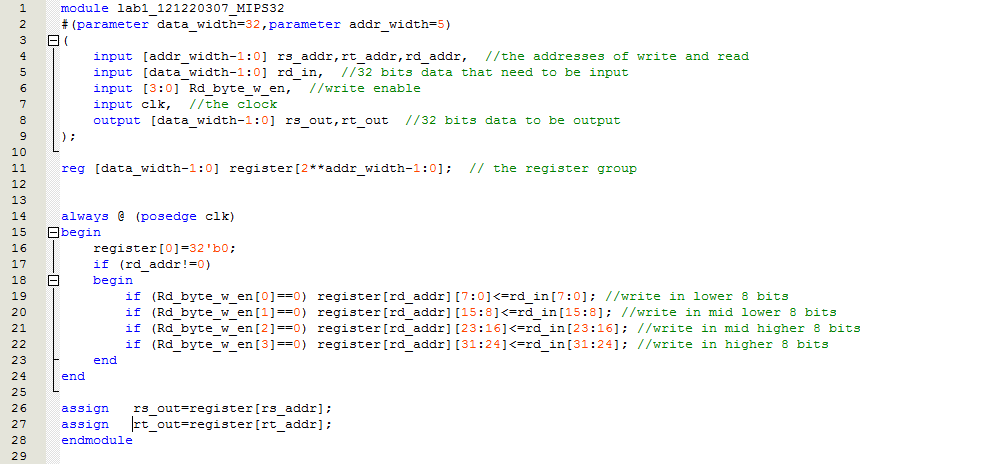 1 module lab1_121220307_MIPS32
2 #(parameter data_width=32,parameter addr_width=5)
3 (
4 input [addr_width-1:0] rs_addr,rt_addr,rd_addr, //the addresses of write and read
5 input [data_width-1:0] rd_in, //32 bits data that need to be input
6 input [3:0] Rd_byte_w_en, //write enable
7 input clk, //the clock
8 output [data_width-1:0] rs_out,rt_out //32 bits data to be output
9 );
10
11 reg [data_width-1:0] register[2**addr_width-1:0]; // the register group
12
13
14 always @ (posedge clk)
15 begin
16 register[0]=32'b0;
17 if (rd_addr!=0)
18 begin
19 if (Rd_byte_w_en[0]==0) register[rd_addr][7:0]<=rd_in[7:0]; //write in lower 8 bits
20 if (Rd_byte_w_en[1]==0) register[rd_addr][15:8]<=rd_in[15:8]; //write in mid lower 8 bits
21 if (Rd_byte_w_en[2]==0) register[rd_addr][23:16]<=rd_in[23:16]; //write in mid higher 8 bits
22 if (Rd_byte_w_en[3]==0) register[rd_addr][31:24]<=rd_in[31:24]; //write in higher 8 bits
23 end
24 end
25
26 assign rs_out=register[rs_addr];
27 assign rt_out=register[rt_addr];
28 endmodule
29